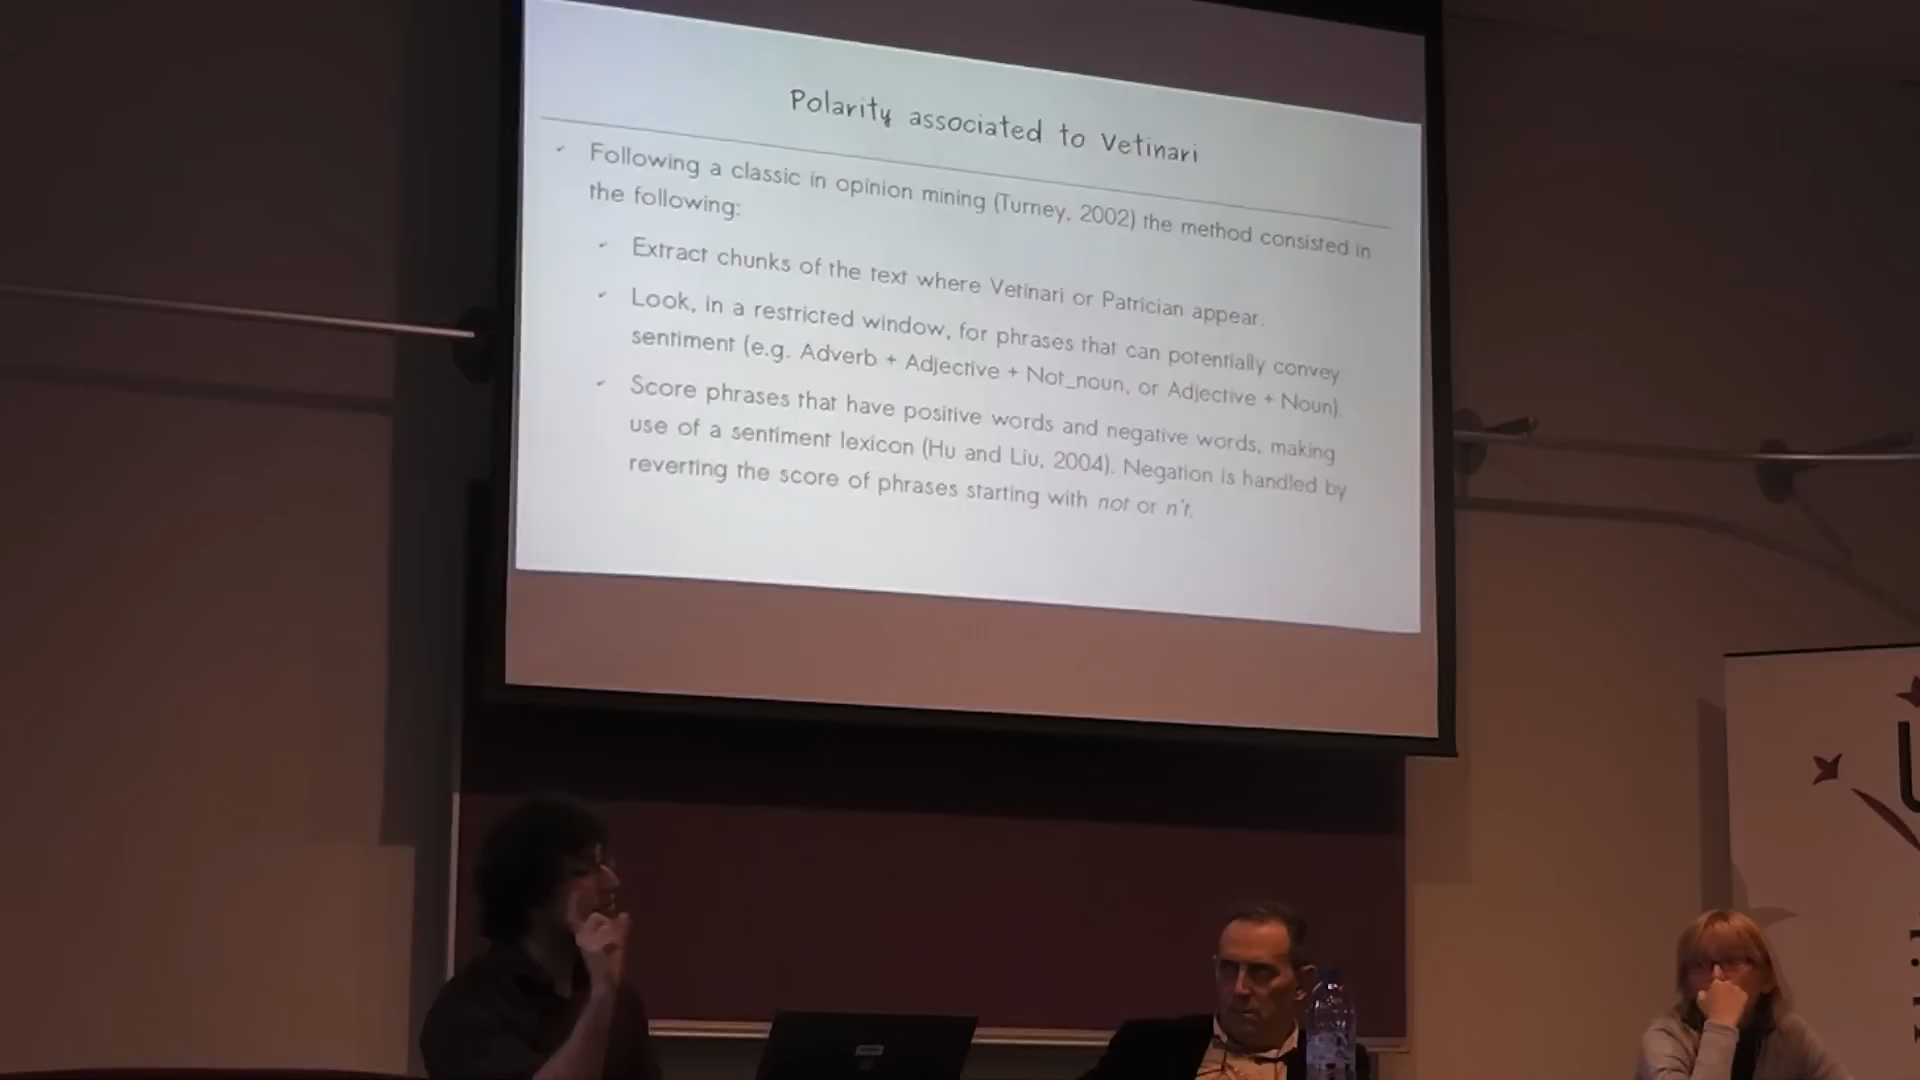 Polarity associated to Vetinari
Following a classic in opinion mining (Turney, 2002) the method consisted in
the following:
Extract chunks of the text where Vetinari or Patrician appear.
Look, in a restricted window, for phrases that can potentially convey
sentiment (e.g. Adverb + Adjective + Not_noun, or Adjective + Noun).
Score phrases that have positive words and negative words, making
use of a sentiment lexicon (Hu and Liu, 2004). Negation is handled by
reverting the score of phrases starting with not or n't.